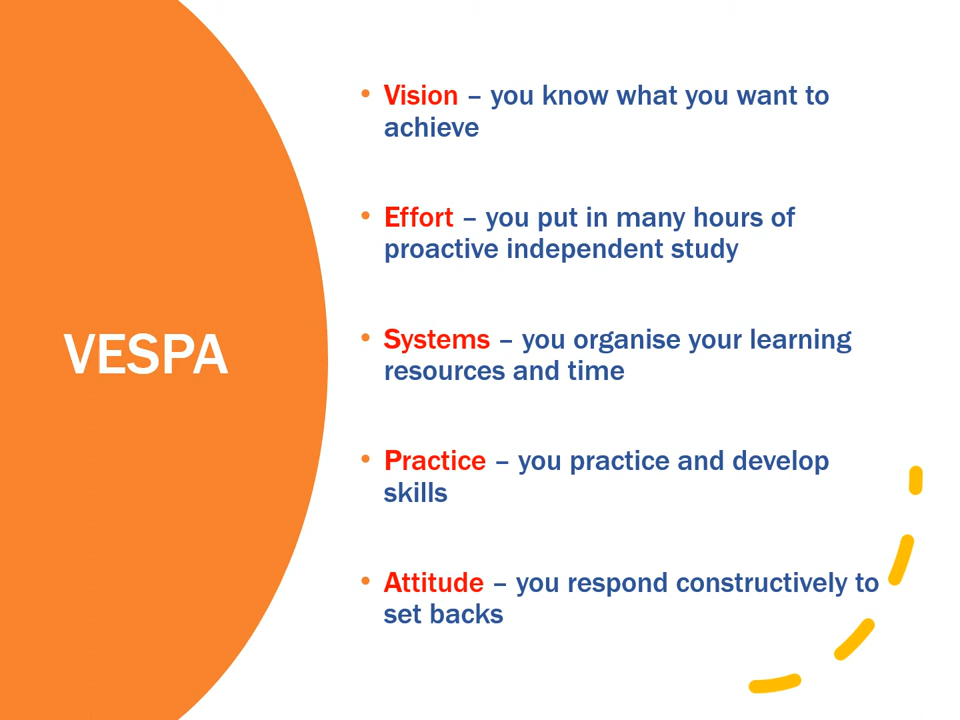 VESPA
• Vision – you know what you want to
achieve
• Effort – you put in many hours of
proactive independent study
• Systems – you organise your learning
resources and time
• Practice – you practice and develop
skills
• Attitude – you respond constructively to
set backs